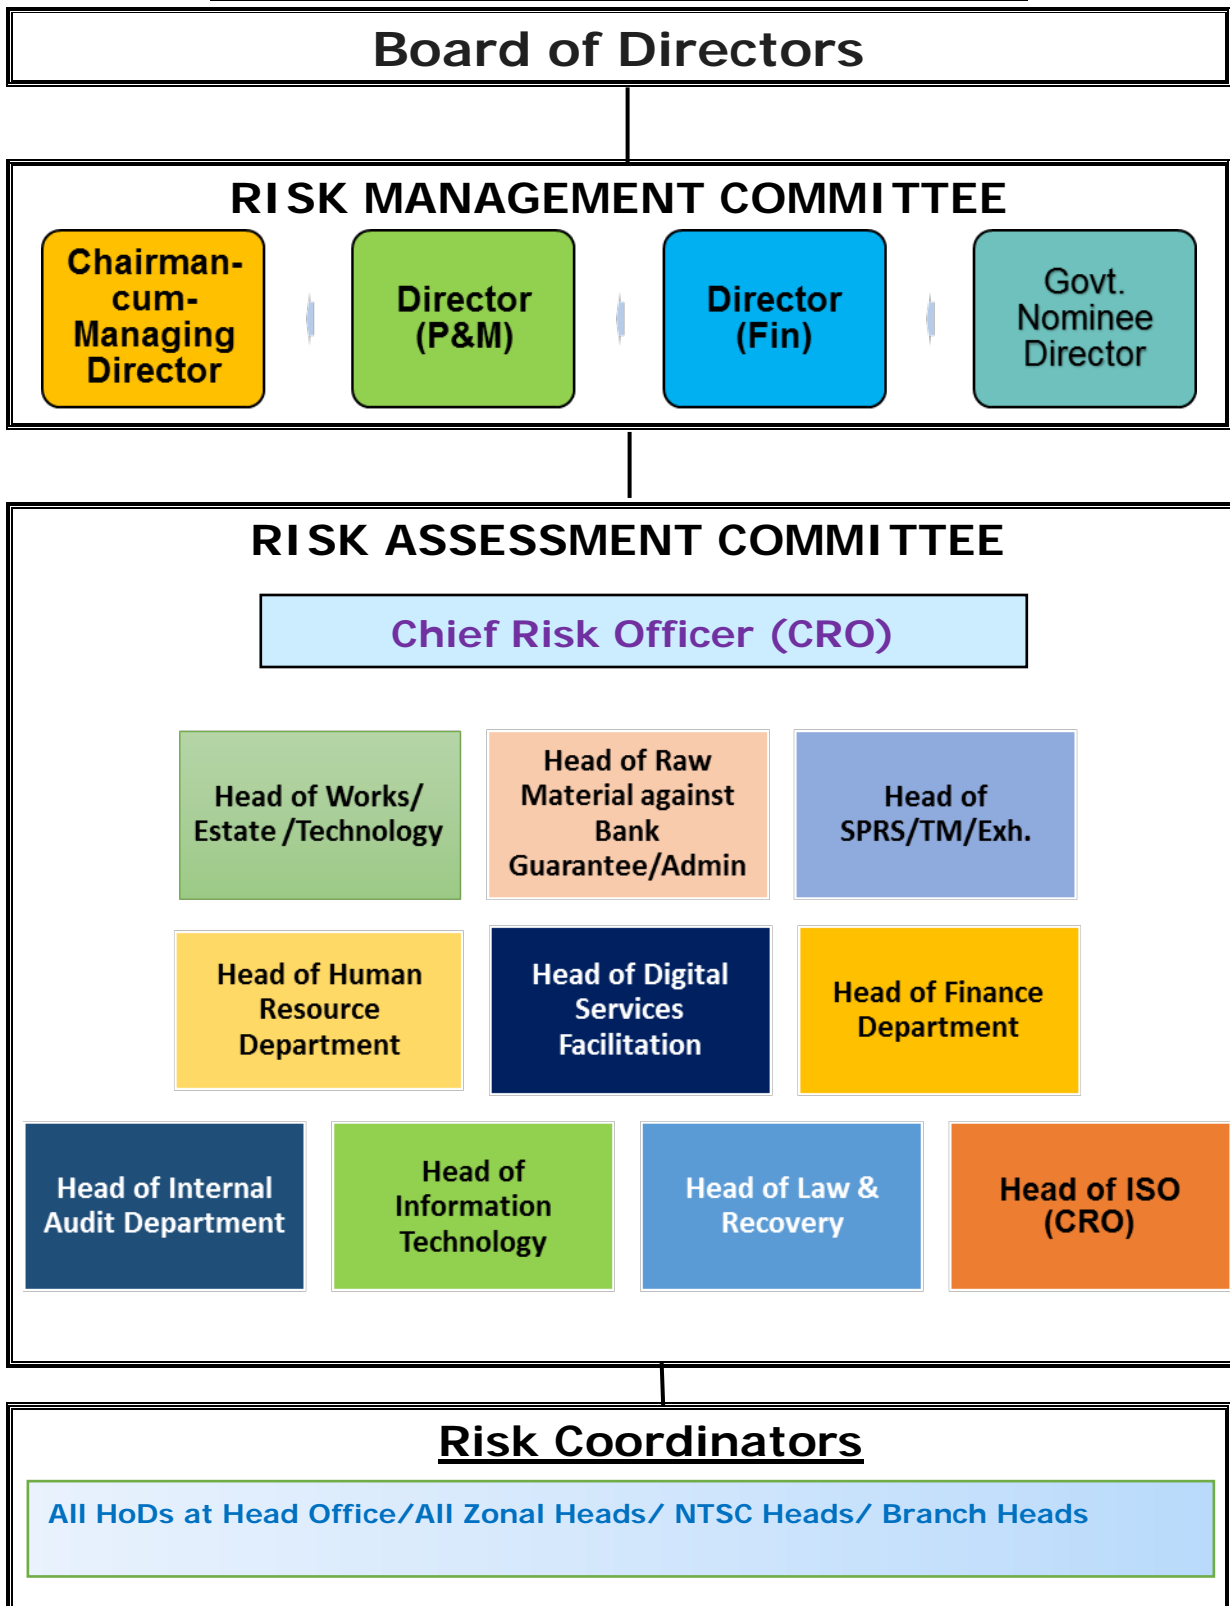 Board of Directors
RISK MANAGEMENT COMMITTEE
Chairman-
cum-
Managing
Director
Director
(P&M)
Director
(Fin)
Govt.
Nominee
Director
RISK ASSESSMENT COMMITTEE
Chief Risk Officer (CRO)
Head of Works/
Estate /Technology
Head of Raw
Material against
Bank
Guarantee/Admin
Head of
SPRS/TM/Exh.
Head of Human
Resource
Department
Head of Digital
Services
Facilitation
Head of Finance
Department
Head of Internal
Audit Department
Head of
Information
Technology
Head of Law &
Recovery
Head of ISO
(CRO)
Risk Coordinators
All HoDs at Head Office/All Zonal Heads/ NTSC Heads/ Branch Heads